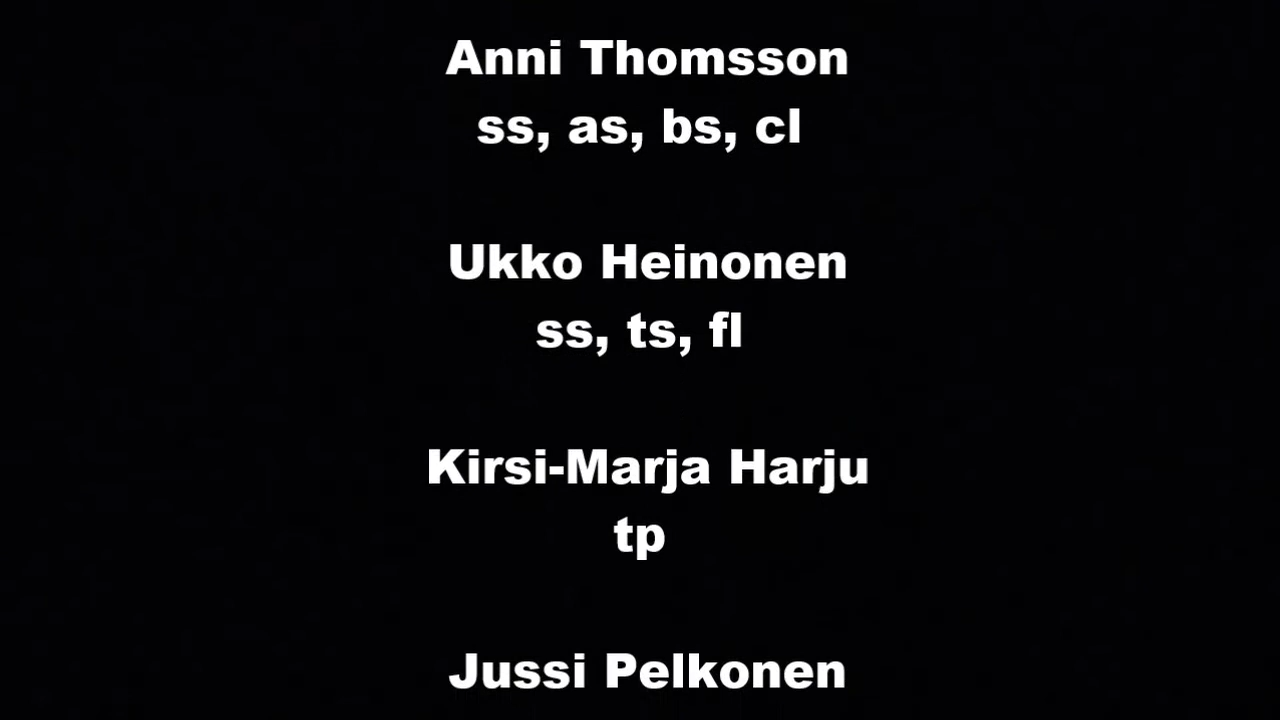 Anni Thomsson
ss, as, bs, cl
Ukko Heinonen
ss, ts, fl
Kirsi-Marja Harju
tp
Jussi Pelkonen